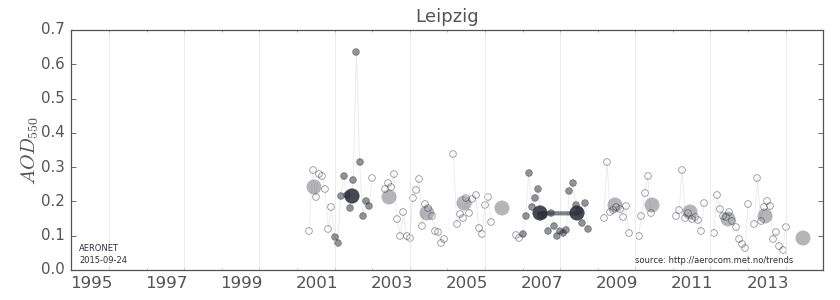 Leipzig
0.7
0.6
0.5
0.4
0.3
0.2
0.1
0.0
AOD550
AERONET
2015-09-24
source: http://aerocom.met.no/trends
1995 1997 1999 2001 2003 2005 2007 2009 2011 2013